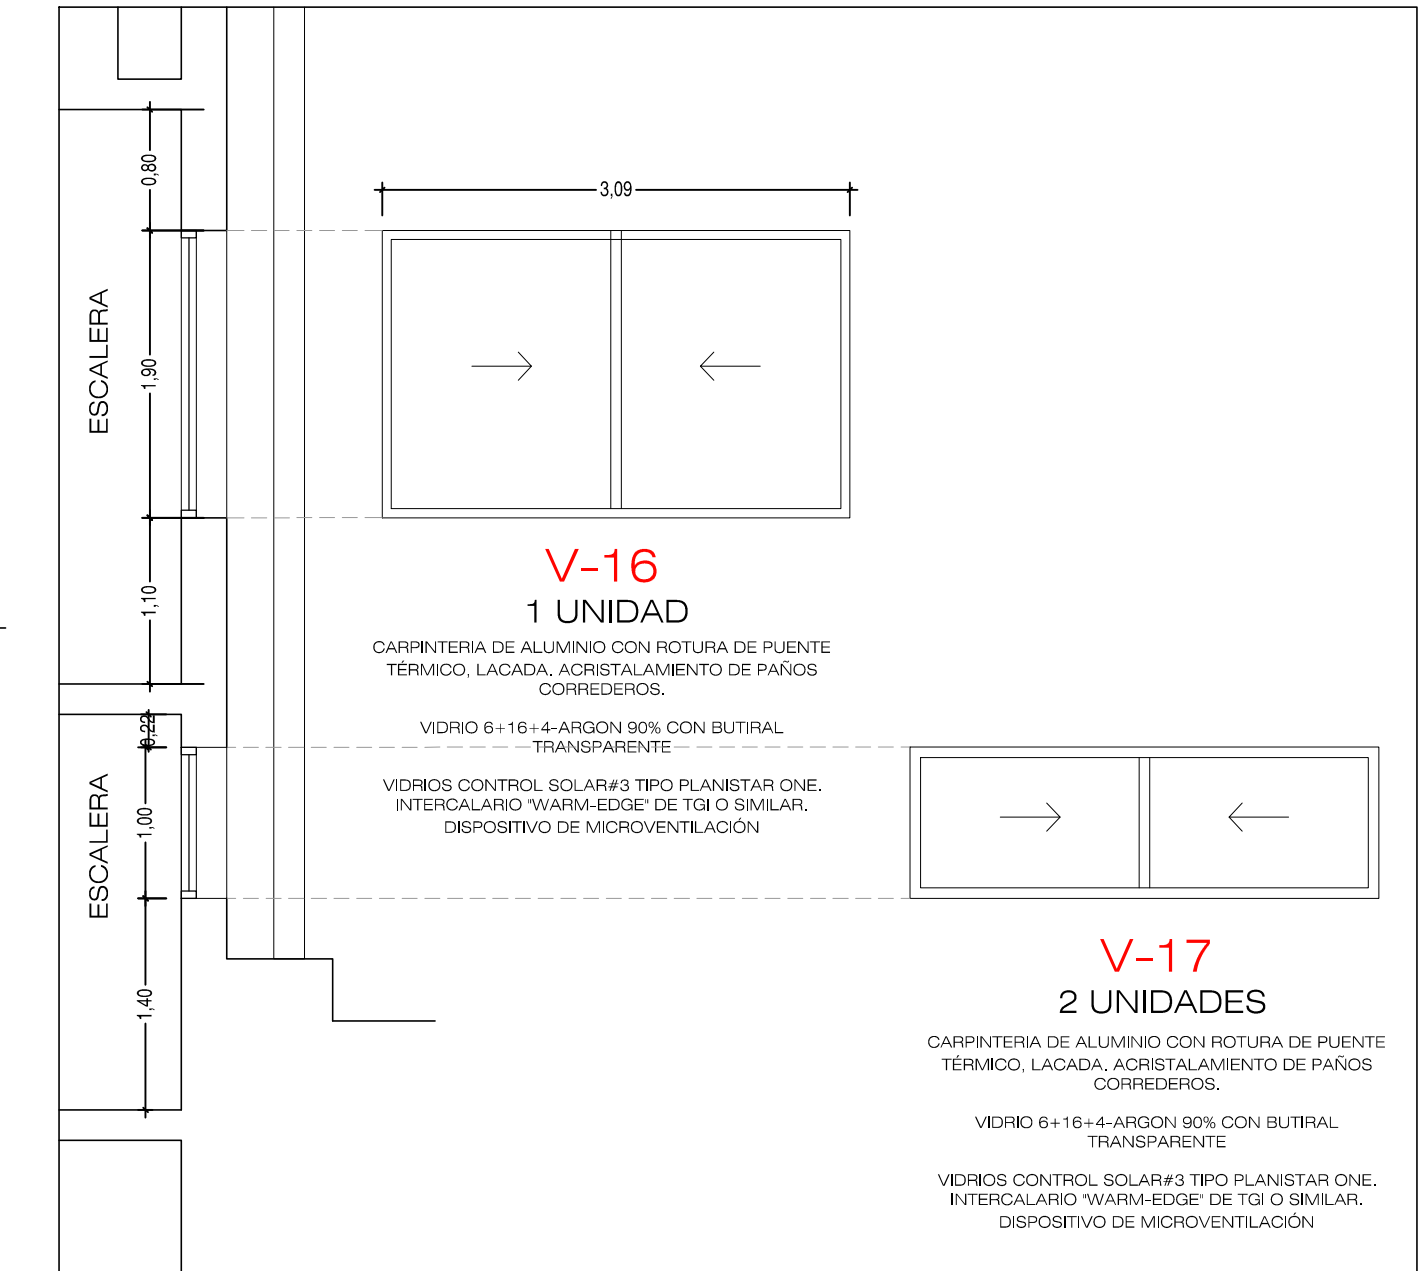 0,80
3,09
ESCALERA
1,90
V-16
1,10
1 UNIDAD
CARPINTERIA DE ALUMINIO CON ROTURA DE PUENTE
TÉRMICO, LACADA. ACRISTALAMIENTO DE PAÑOS
CORREDEROS.
0,22
VIDRIO 6+16+4-ARGON 90% CON BUTIRAL
TRANSPARENTE
VIDRIOS CONTROL SOLAR#3 TIPO PLANISTAR ONE.
INTERCALARIO "WARM-EDGE" DE TGI O SIMILAR.
DISPOSITIVO DE MICROVENTILACIÓN
ESCALERA
1,00
1,40
V-17
2 UNIDADES
CARPINTERIA DE ALUMINIO CON ROTURA DE PUENTE
TÉRMICO, LACADA. ACRISTALAMIENTO DE PAÑOS
CORREDEROS.
VIDRIO 6+16+4-ARGON 90% CON BUTIRAL
TRANSPARENTE
VIDRIOS CONTROL SOLAR#3 TIPO PLANISTAR ONE.
INTERCALARIO "WARM-EDGE" DE TGI O SIMILAR.
DISPOSITIVO DE MICROVENTILACIÓN